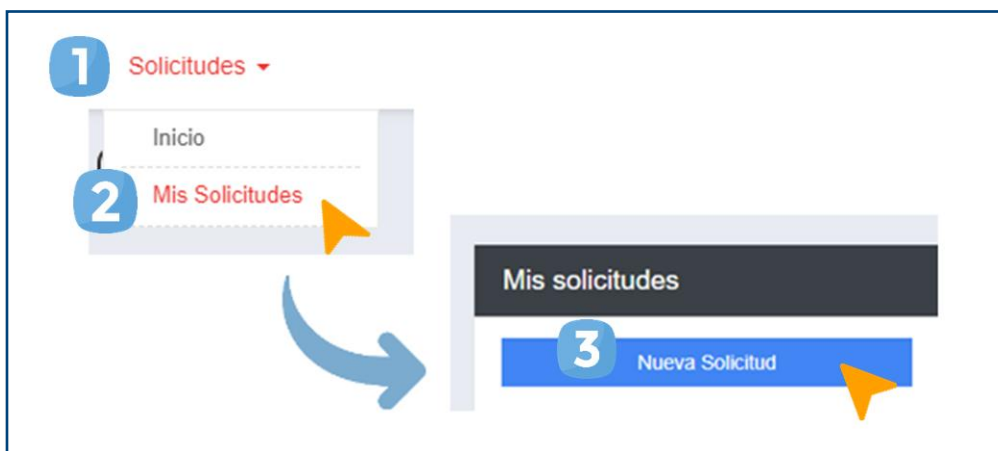 1 Solicitudes
Inicio
2 Mis Solicitudes
Mis solicitudes
3 Nueva Solicitud